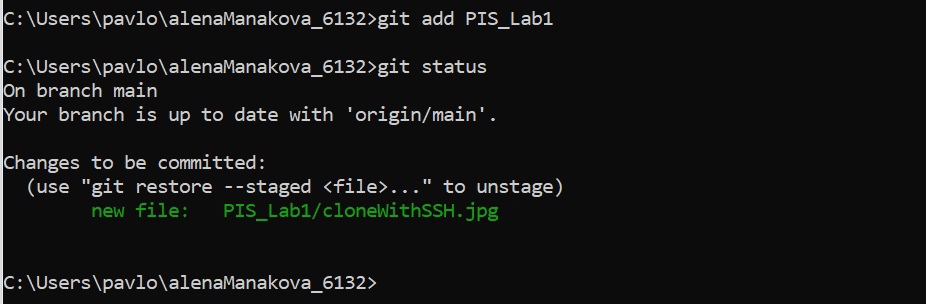 C:\Users\pavlo\alenaManakova_6132>git add PIS_Lab1
C:\Users\pavlo\alenaManakova_6132>git status
On branch main
Your branch is up to date with 'origin/main'.
Changes to be committed:
  (use "git restore --staged <file>..." to unstage)
        new file:   PIS_Lab1/cloneWithSSH.jpg
C:\Users\pavlo\alenaManakova_6132>